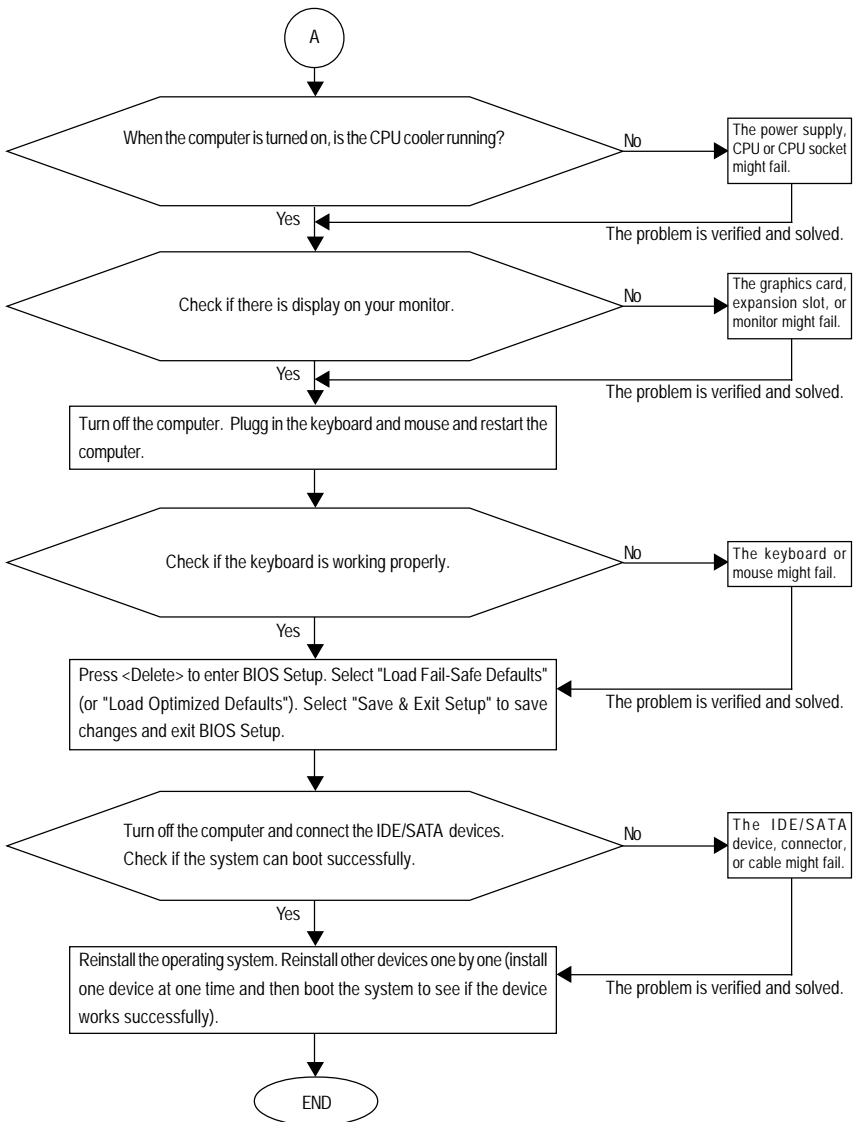 A
When the computer is turned on, is the CPU cooler running?
No
The power supply,
CPU or CPU socket
might fail.
Yes
The problem is verified and solved.
Check if there is display on your monitor.
No
The graphics card,
expansion slot, or
monitor might fail.
Yes
The problem is verified and solved.
Turn off the computer. Plugg in the keyboard and mouse and restart the
computer.
Check if the keyboard is working properly.
No
The keyboard or
mouse might fail.
Yes
Press <Delete> to enter BIOS Setup. Select "Load Fail-Safe Defaults"
(or "Load Optimized Defaults"). Select "Save & Exit Setup" to save
changes and exit BIOS Setup.
The problem is verified and solved.
Turn off the computer and connect the IDE/SATA devices.
Check if the system can boot successfully.
No
The IDE/SATA
device, connector,
or cable might fail.
Yes
Reinstall the operating system. Reinstall other devices one by one (install
one device at one time and then boot the system to see if the device
works successfully).
The problem is verified and solved.
END